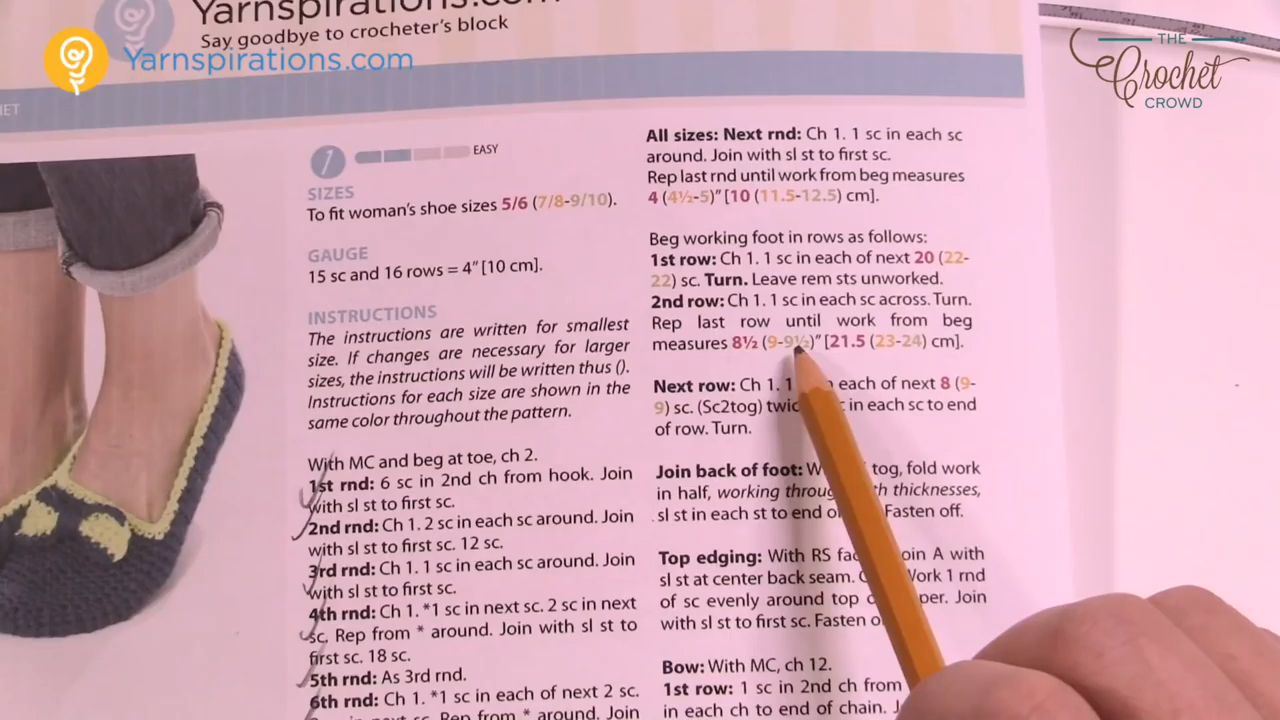 Yarnspirations.com
Say goodbye to crocheter's block
Yarnspirations.com
THE
Crochet
CROWD
EASY
SIZES
To fit woman's shoe sizes 5/6 (7/8-9/10).
GAUGE
15 sc and 16 rows = 4" [10 cm].
INSTRUCTIONS
The instructions are written for smallest
size. If changes are necessary for larger
sizes, the instructions will be written thus ().
Instructions for each size are shown in the
same color throughout the pattern.
With MC and beg at toe, ch 2.
1st rnd: 6 sc in 2nd ch from hook. Join
with sl st to first sc.
2nd rnd: Ch 1. 2 sc in each sc around. Join
with sl st to first sc. 12 sc.
3rd rnd: Ch 1. 1 sc in each sc around. Join
with sl st to first sc.
4th rnd: Ch 1. *1 sc in next sc. 2 sc in next
sc. Rep from * around. Join with sl st to
first sc. 18 sc.
5th rnd: As 3rd rnd.
6th rnd: Ch 1. *1 sc in each of next 2 sc.
in next sc. Rep from * around. Join
All sizes: Next rnd: Ch 1. 1 sc in each sc
around. Join with sl st to first sc.
Rep last rnd until work from beg measures
4 (4½-5)" [10 (11.5-12.5) cm].
Beg working foot in rows as follows:
1st row: Ch 1. 1 sc in each of next 20 (22-
22) sc. Turn. Leave rem sts unworked.
2nd row: Ch 1. 1 sc in each sc across. Turn.
Rep last row until work from beg
measures 8½ (9-9½)" [21.5 (23-24) cm].
Next row: Ch 1. 1 each of next 8 (9-
9) sc. (Sc2tog) in each sc to end
of row. Turn.
Join back of foot: tog, fold work
in half, working thicknesses,
sl st in each st to end Fasten off.
Top edging: With RS Join A with
sl st at center back seam. Work 1 rnd
of sc evenly around top Join
with sl st to first sc. Fasten
Bow: With MC, ch 12.
1st row: 1 sc in 2nd ch from
in each ch to end of chain.